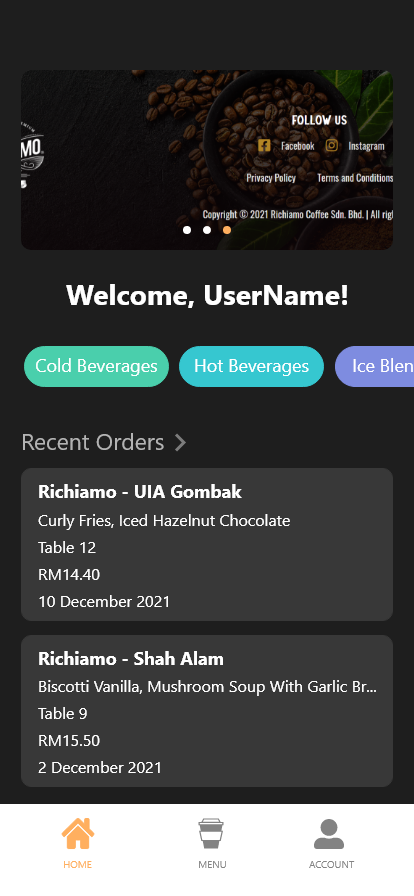 FOLLOW US
Facebook Instagram
Privacy Policy Terms and Conditions
Copyright © 2021 Richiamo Coffee Sdn. Bhd. | All rig
Welcome, UserName!
Cold Beverages Hot Beverages Ice Blen
Recent Orders
Richiamo - UIA Gombak
Curly Fries, Iced Hazelnut Chocolate
Table 12
RM14.40
10 December 2021
Richiamo - Shah Alam
Biscotti Vanilla, Mushroom Soup With Garlic Br...
Table 9
RM15.50
2 December 2021
HOME MENU ACCOUNT